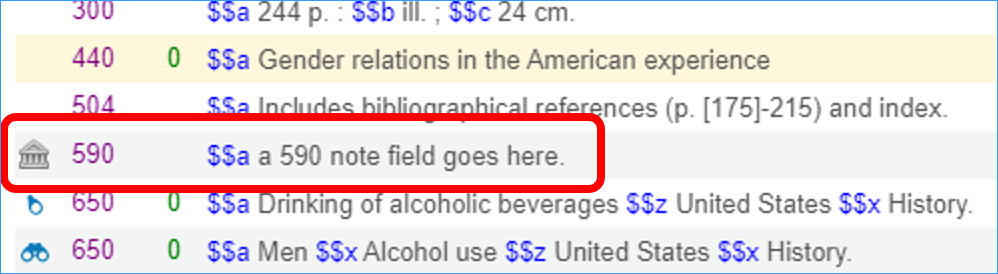 300 $$a 244 p. : $$b ill. ; $$c 24 cm.
440 0 $$a Gender relations in the American experience
504 $$a Includes bibliographical references (p. [175]-215) and index.
590 $$a a 590 note field goes here.
650 0 $$a Drinking of alcoholic beverages $$z United States $$x History.
650 0 $$a Men $$x Alcohol use $$z United States $$x History.